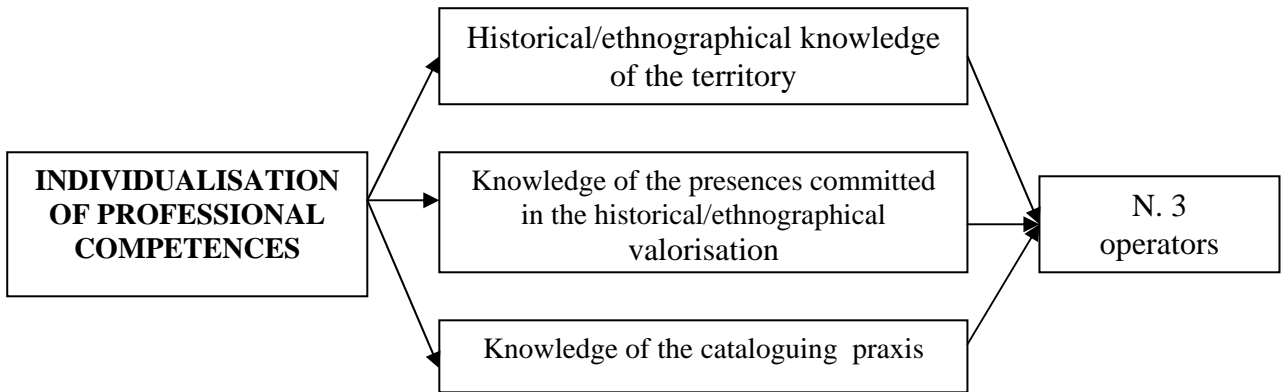 INDIVIDUALISATION
OF PROFESSIONAL
COMPETENCES
Historical/ethnographical knowledge
of the territory
Knowledge of the presences committed
in the historical/ethnographical
valorisation
Knowledge of the cataloguing praxis
N. 3
operators